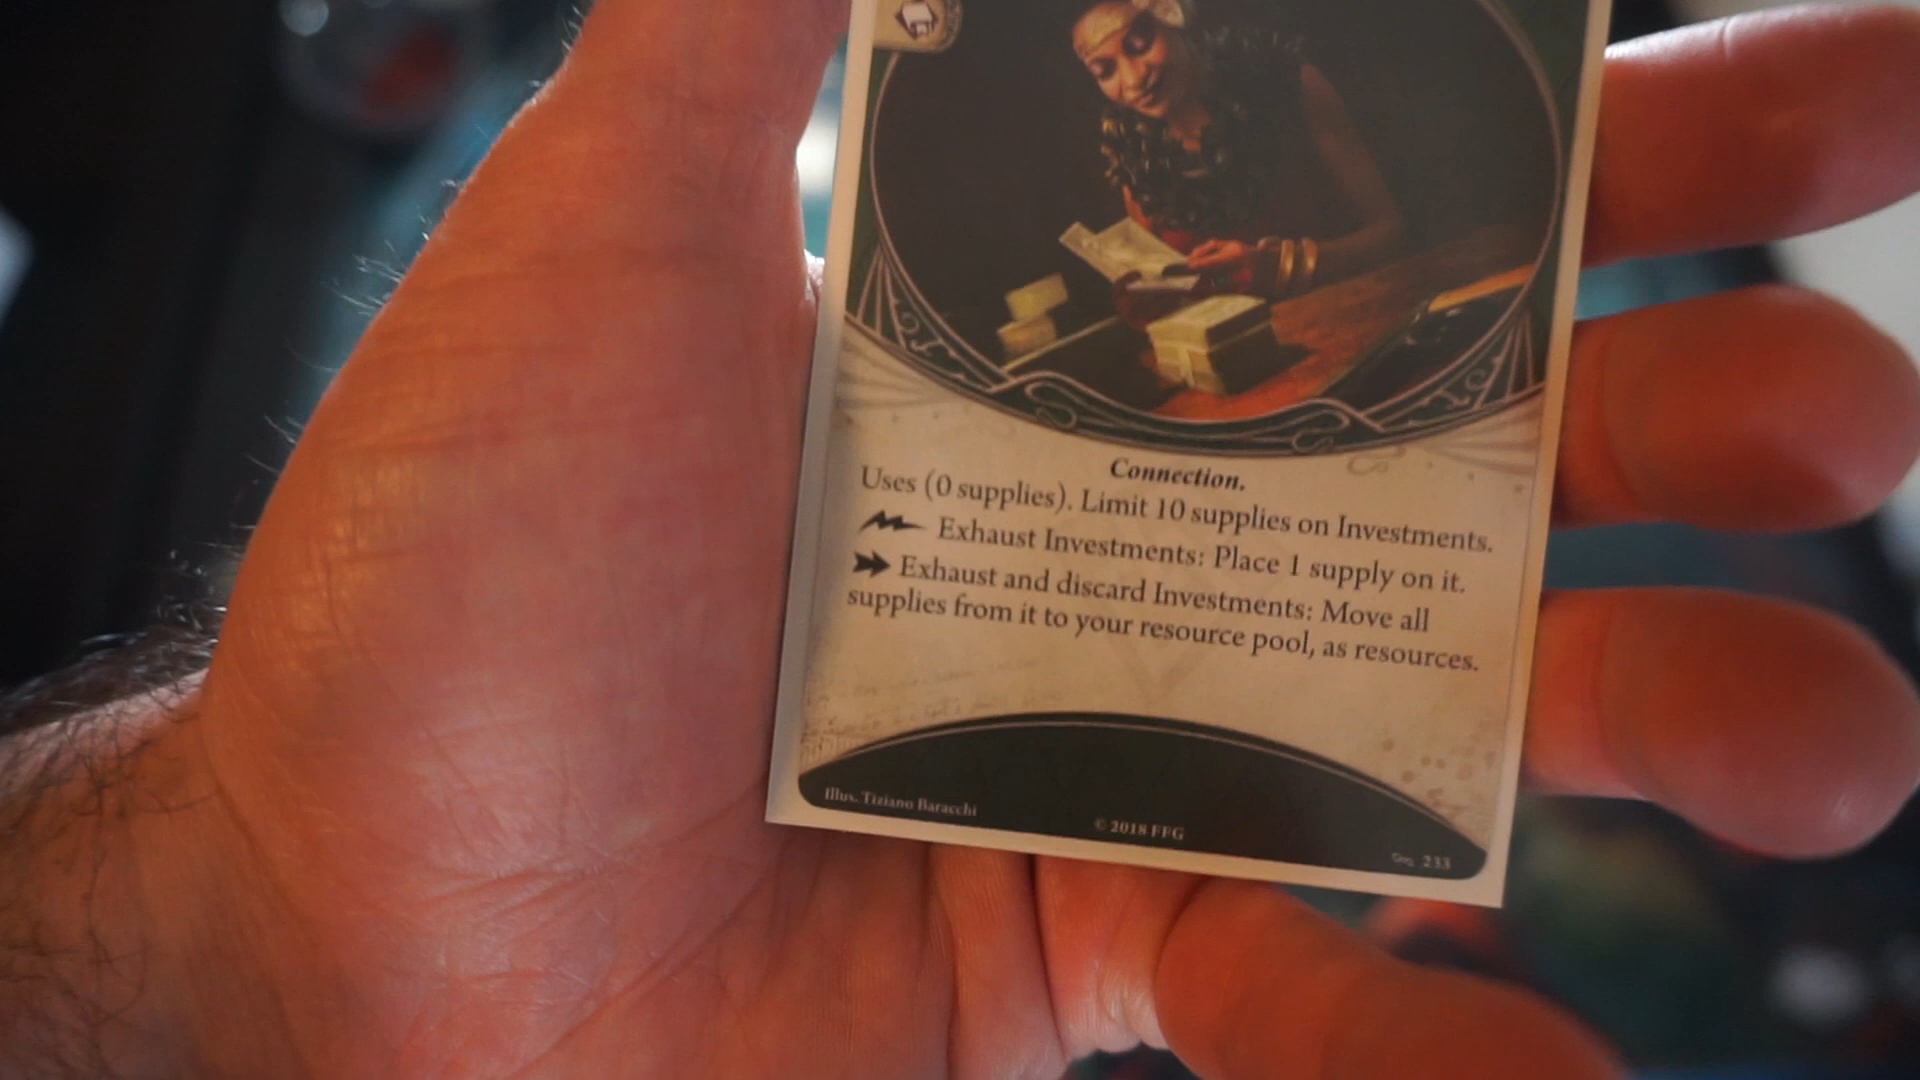 Connection.
Uses (0 supplies). Limit 10 supplies on Investments.
Exhaust Investments: Place 1 supply on it.
Exhaust and discard Investments: Move all
supplies from it to your resource pool, as resources.
Illus. Tiziano Baracchi
© 2018 FFG
233